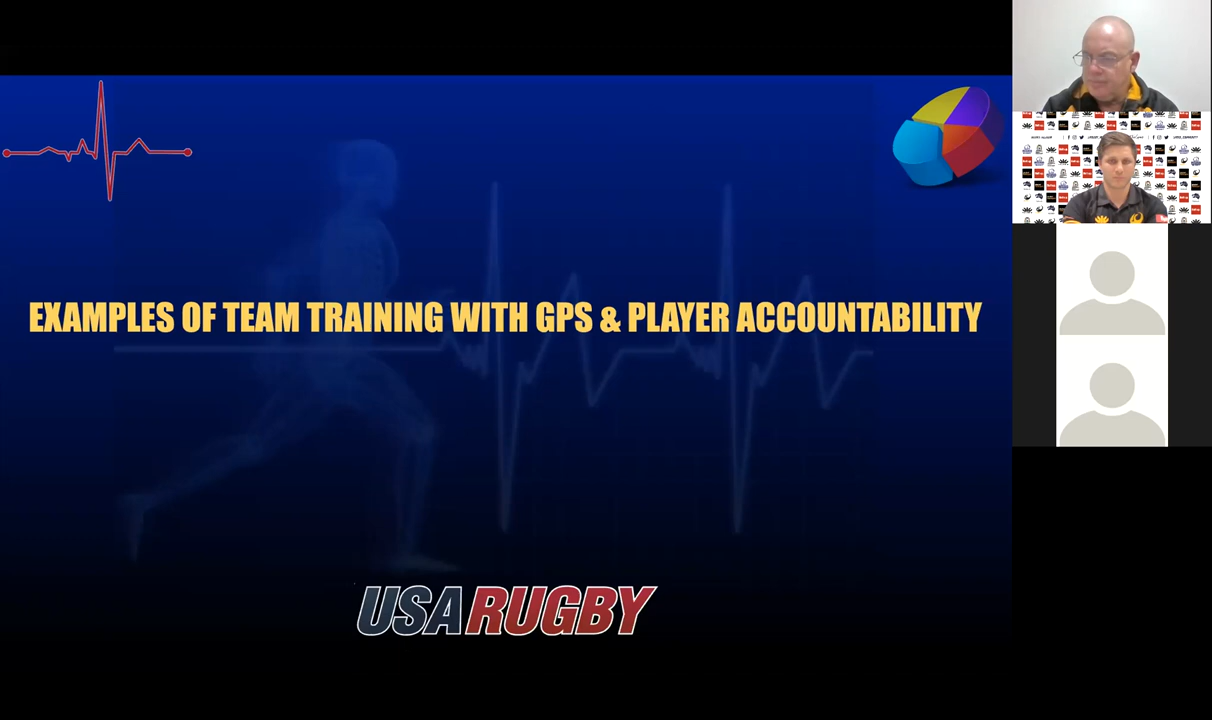 EXAMPLES OF TEAM TRAINING WITH GPS & PLAYER ACCOUNTABILITY
USA RUGBY